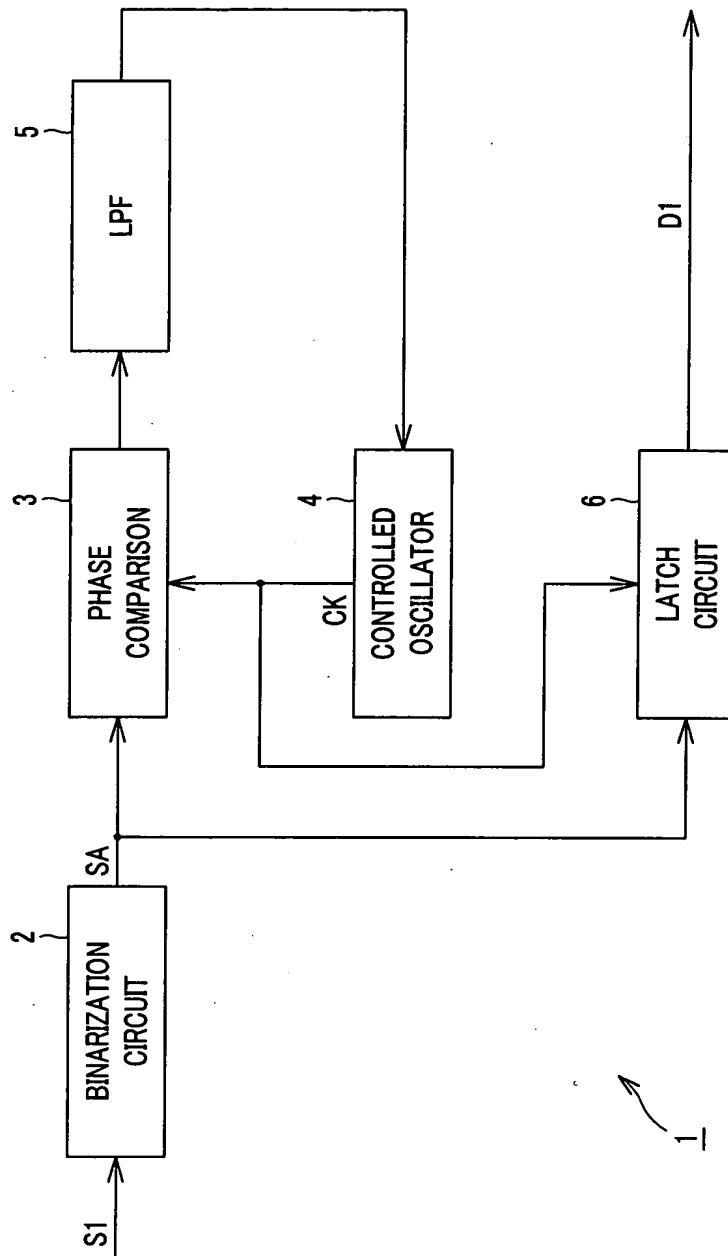 S1
2
BINARIZATION
CIRCUIT
SA
3
PHASE
COMPARISON
5
LPF
4
CK
CONTROLLED
OSCILLATOR
6
LATCH
CIRCUIT
D1
1